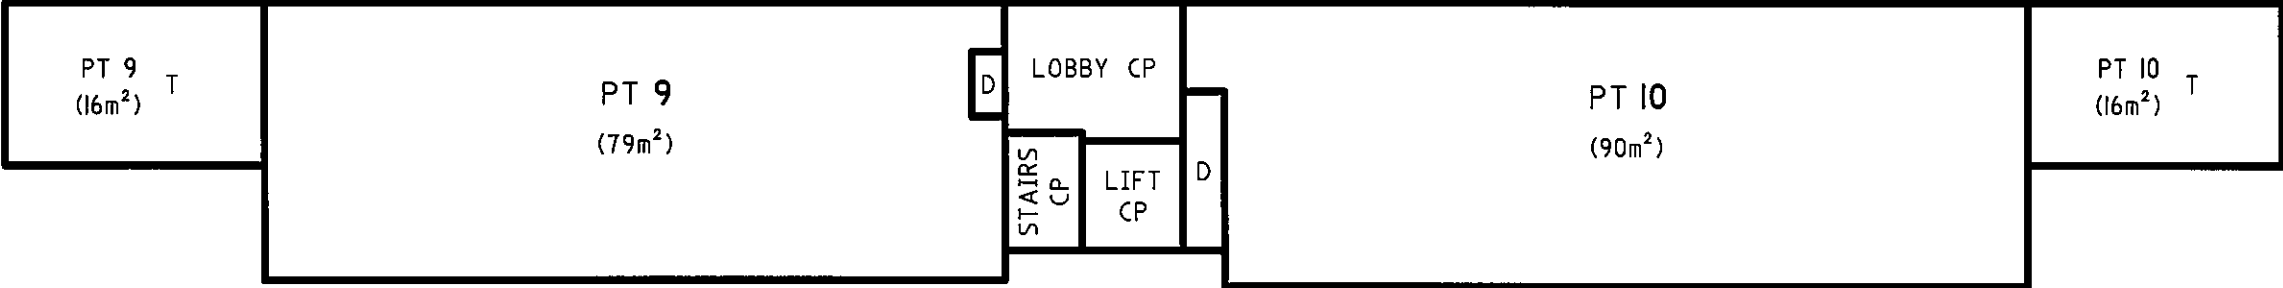 PT 9
(16m²)
T
PT 9
(79m²)
D
LOBBY CP
STAIRS
CP
LIFT
CP
D
PT 10
(90m²)
PT 10
(16m²)
T